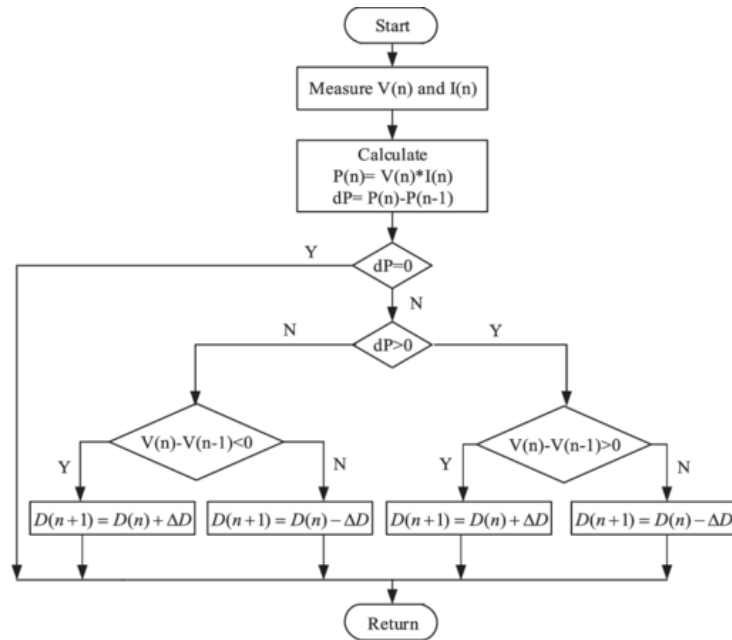 Start
Measure V(n) and I(n)
Calculate
P(n)= V(n)*I(n)
dP= P(n)-P(n-1)
Y
dP=0
N
N
dP>0
Y
V(n)-V(n-1)<0
V(n)-V(n-1)>0
Y
N
Y
N
D(n+1) = D(n)+ΔD
D(n+1) = D(n)−ΔD
D(n+1) = D(n)+ΔD
D(n+1) = D(n)−ΔD
Return